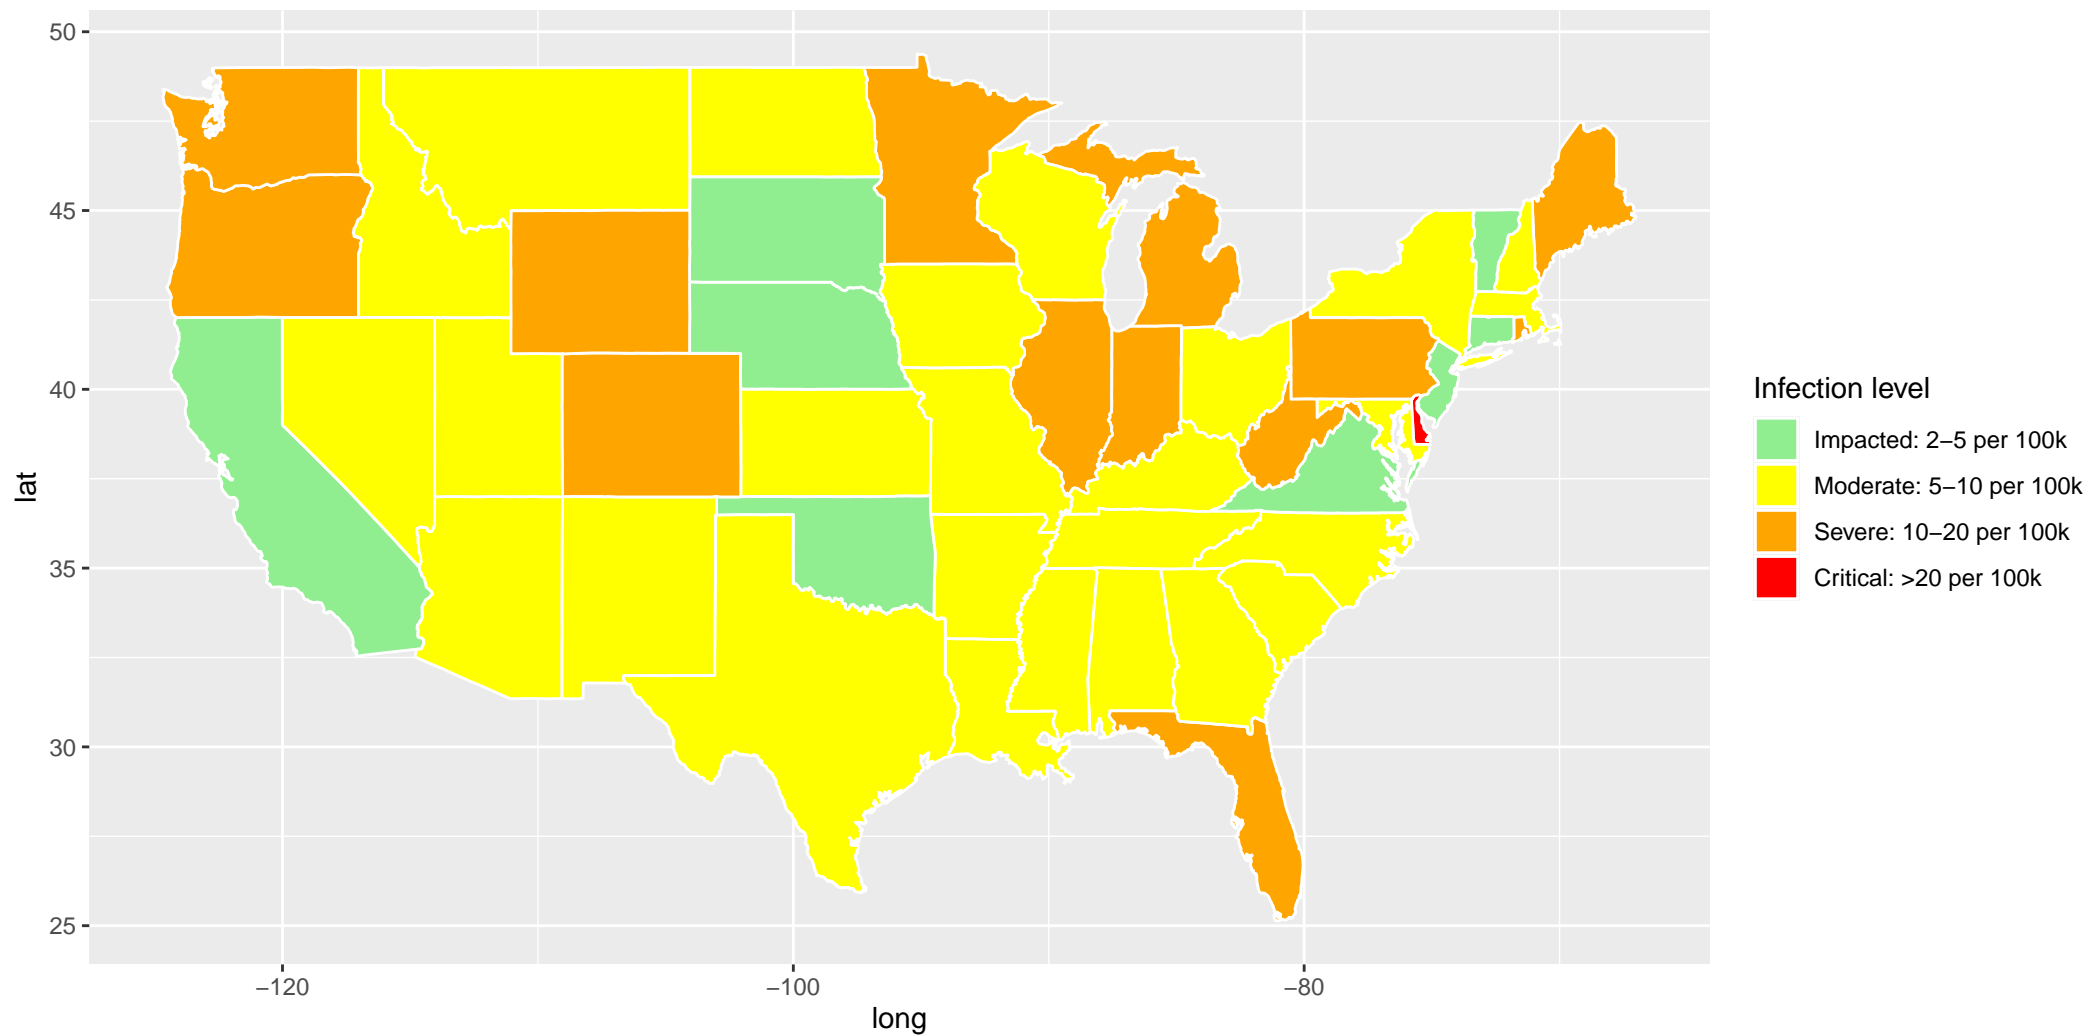 50
45
40
35
30
25
lat
−120
−100
−80
long
Infection level
Impacted: 2−5 per 100k
Moderate: 5−10 per 100k
Severe: 10−20 per 100k
Critical: >20 per 100k